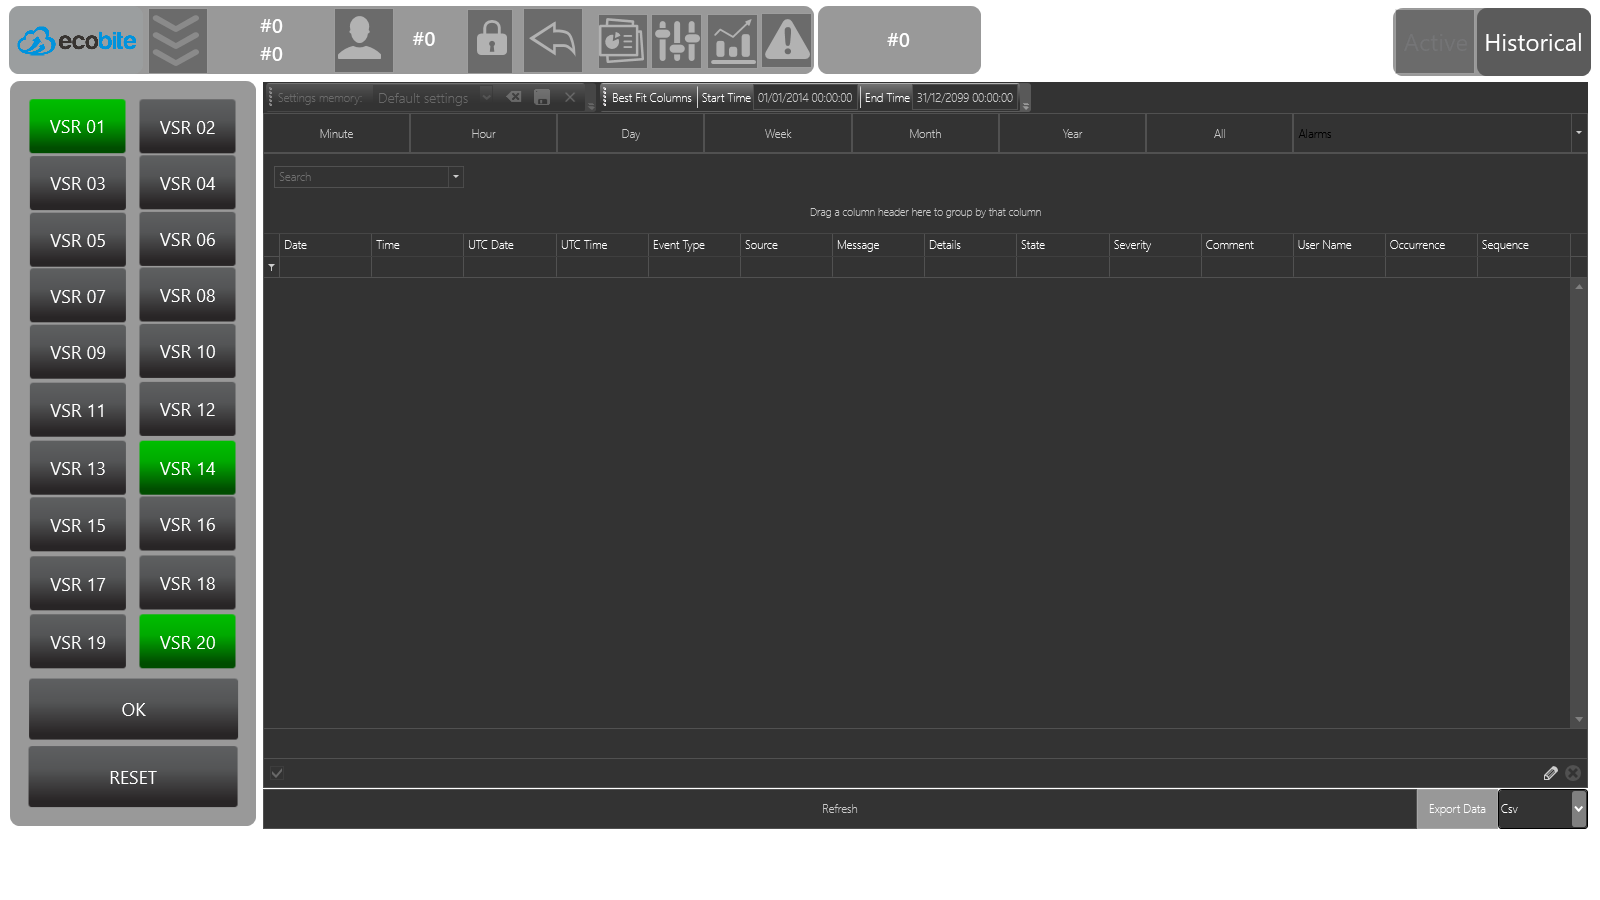 ecobite
#0
#0
#0
#0
Active
Historical
VSR 01
VSR 02
VSR 03
VSR 04
VSR 05
VSR 06
VSR 07
VSR 08
VSR 09
VSR 10
VSR 11
VSR 12
VSR 13
VSR 14
VSR 15
VSR 16
VSR 17
VSR 18
VSR 19
VSR 20
OK
RESET
Settings memory: Default settings
Best Fit Columns Start Time 01/01/2014 00:00:00 End Time 31/12/2099 00:00:00
Minute Hour Day Week Month Year All Alarms
Search
Drag a column header here to group by that column
Date Time UTC Date UTC Time Event Type Source Message Details State Severity Comment User Name Occurrence Sequence
Refresh
Export Data
Csv